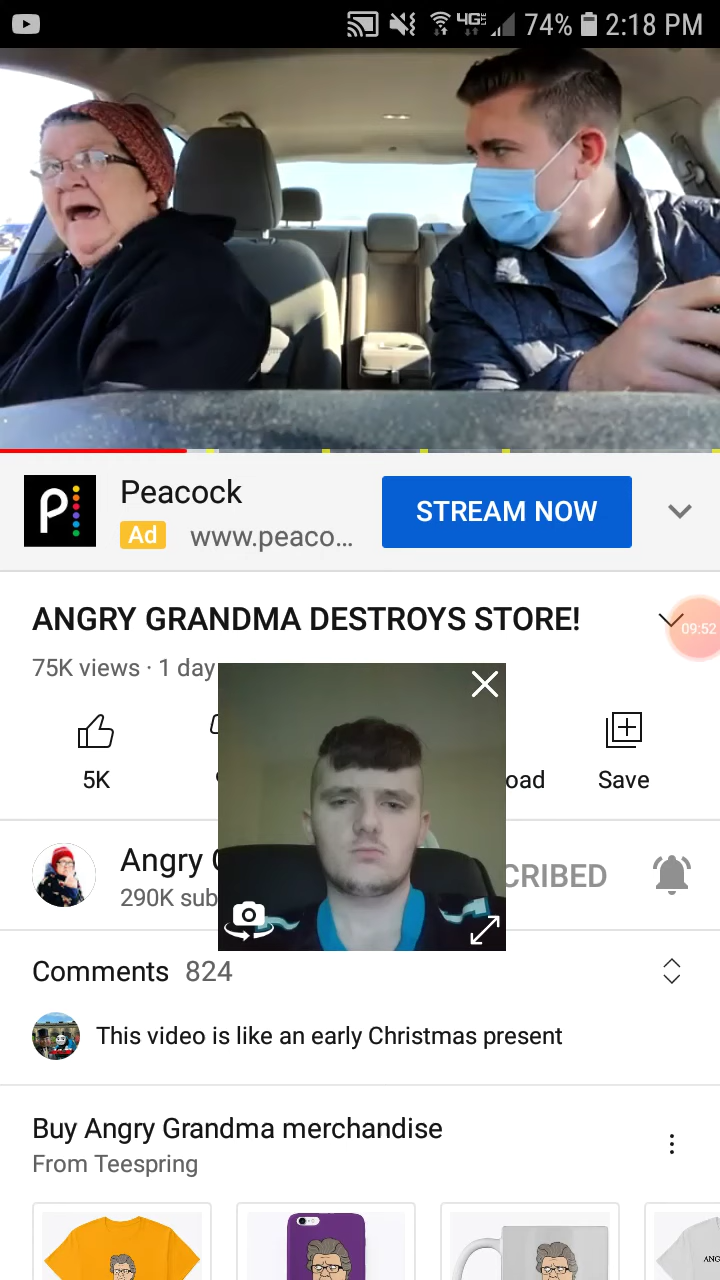 74% 2:18 PM
Peacock
Ad www.peaco...
STREAM NOW
ANGRY GRANDMA DESTROYS STORE!
09:52
75K views · 1 day
5K
oad
Save
Angry
290K sub
CRIBED
Comments 824
This video is like an early Christmas present
Buy Angry Grandma merchandise
From Teespring
ANG